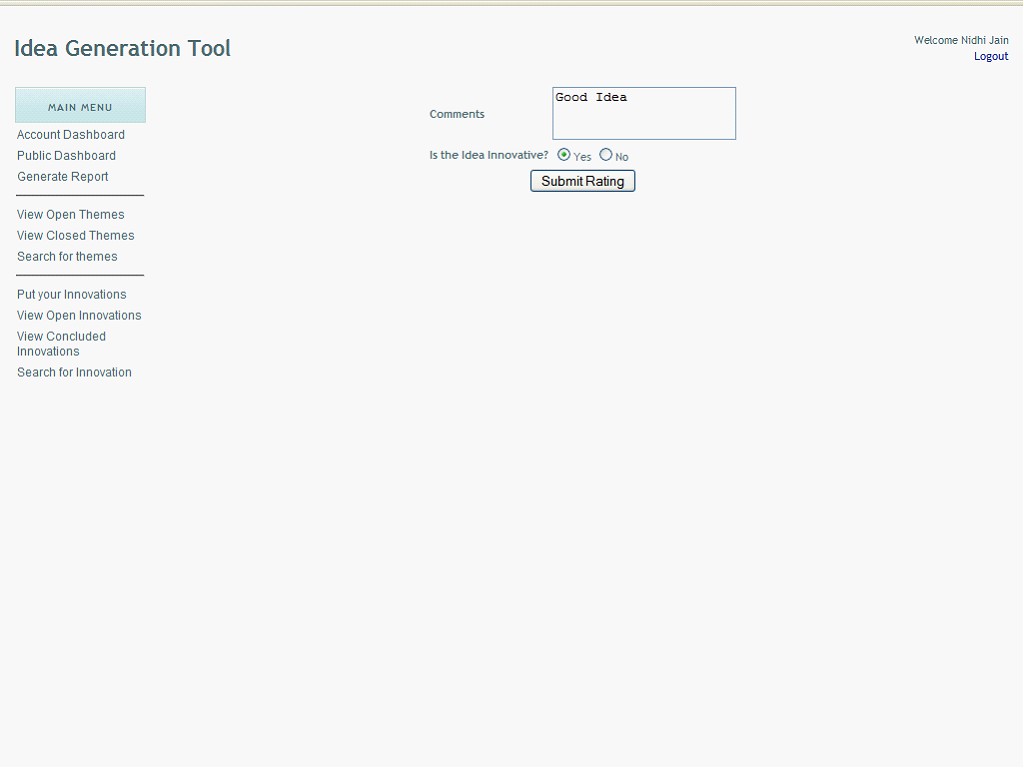 Idea Generation Tool
Welcome Nidhi Jain
Logout
MAIN MENU
Account Dashboard
Public Dashboard
Generate Report
View Open Themes
View Closed Themes
Search for themes
Put your Innovations
View Open Innovations
View Concluded
Innovations
Search for Innovation
Comments
Good Idea
Is the Idea Innovative? Yes No
Submit Rating